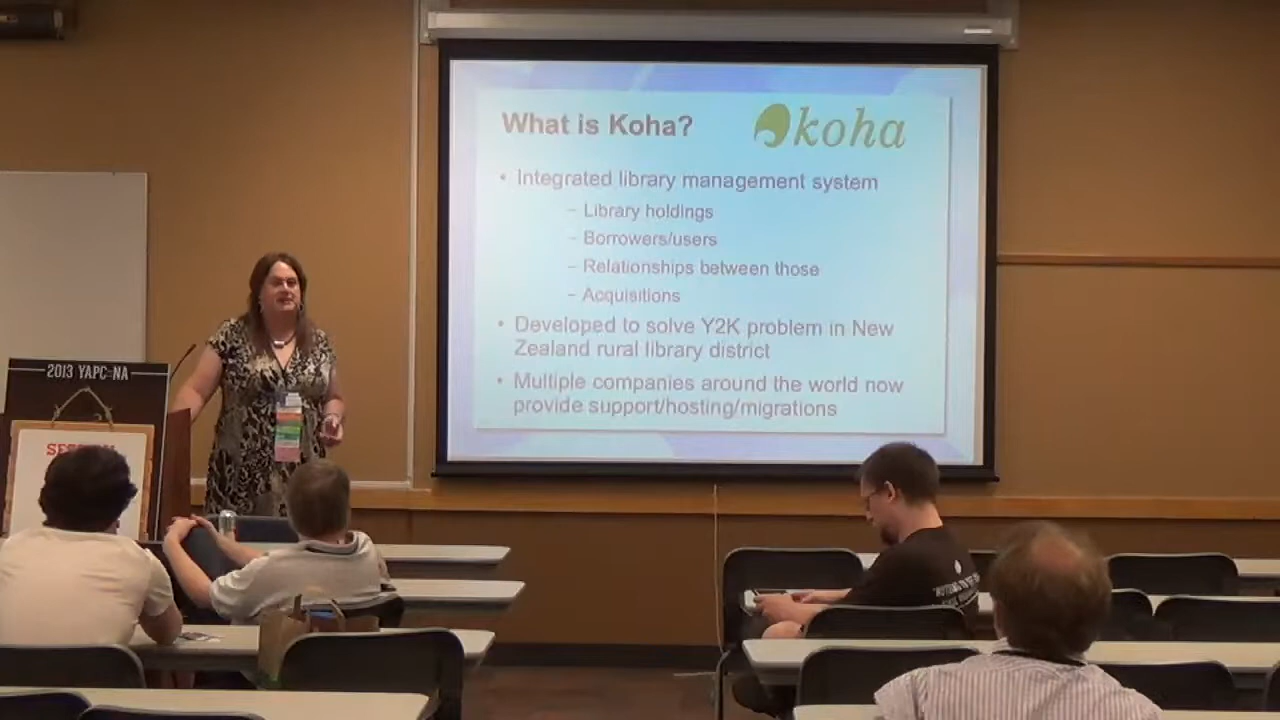 What is Koha?
koha
• Integrated library management system
– Library holdings
– Borrowers/users
– Relationships between those
– Acquisitions
• Developed to solve Y2K problem in New
Zealand rural library district
• Multiple companies around the world now
provide support/hosting/migrations
2013 YAPC::NA